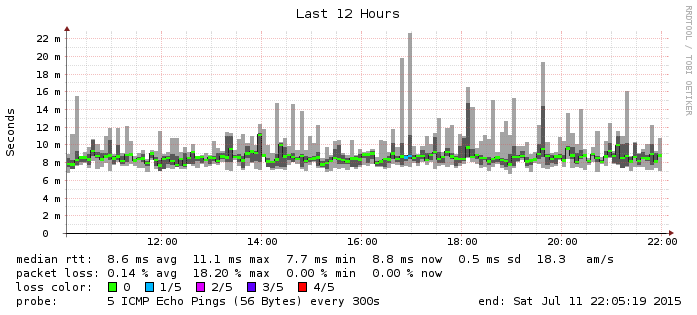 Last 12 Hours
RRDTOOL / TOBI OETIKER
Seconds
22 m
20 m
18 m
16 m
14 m
12 m
10 m
8 m
6 m
4 m
2 m
0
12:00 14:00 16:00 18:00 20:00 22:00
median rtt: 8.6 ms avg 11.1 ms max 7.7 ms min 8.8 ms now 0.5 ms sd 18.3 am/s
packet loss: 0.14 % avg 18.20 % max 0.00 % min 0.00 % now
loss color: 0 1/5 2/5 3/5 4/5
probe: 5 ICMP Echo Pings (56 Bytes) every 300s end: Sat Jul 11 22:05:19 2015